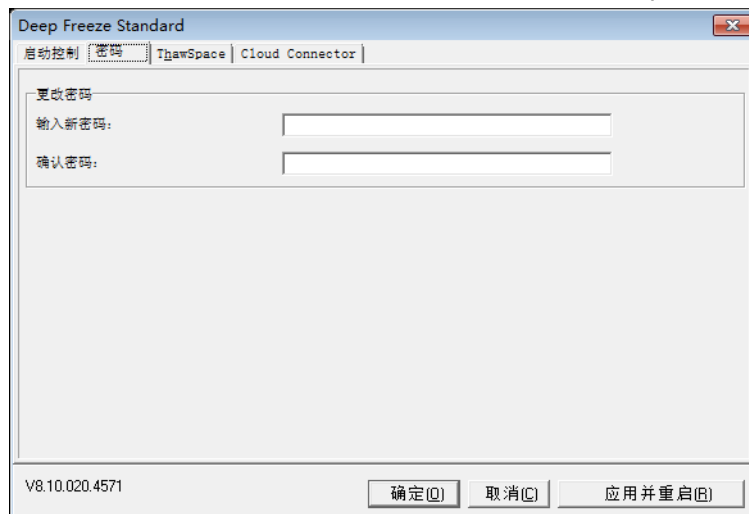 Deep Freeze Standard
启动控制 密码 ThawSpace Cloud Connector
更改密码
输入新密码:
确认密码:
V8.10.020.4571 确定(O) 取消(C) 应用并重启(R)